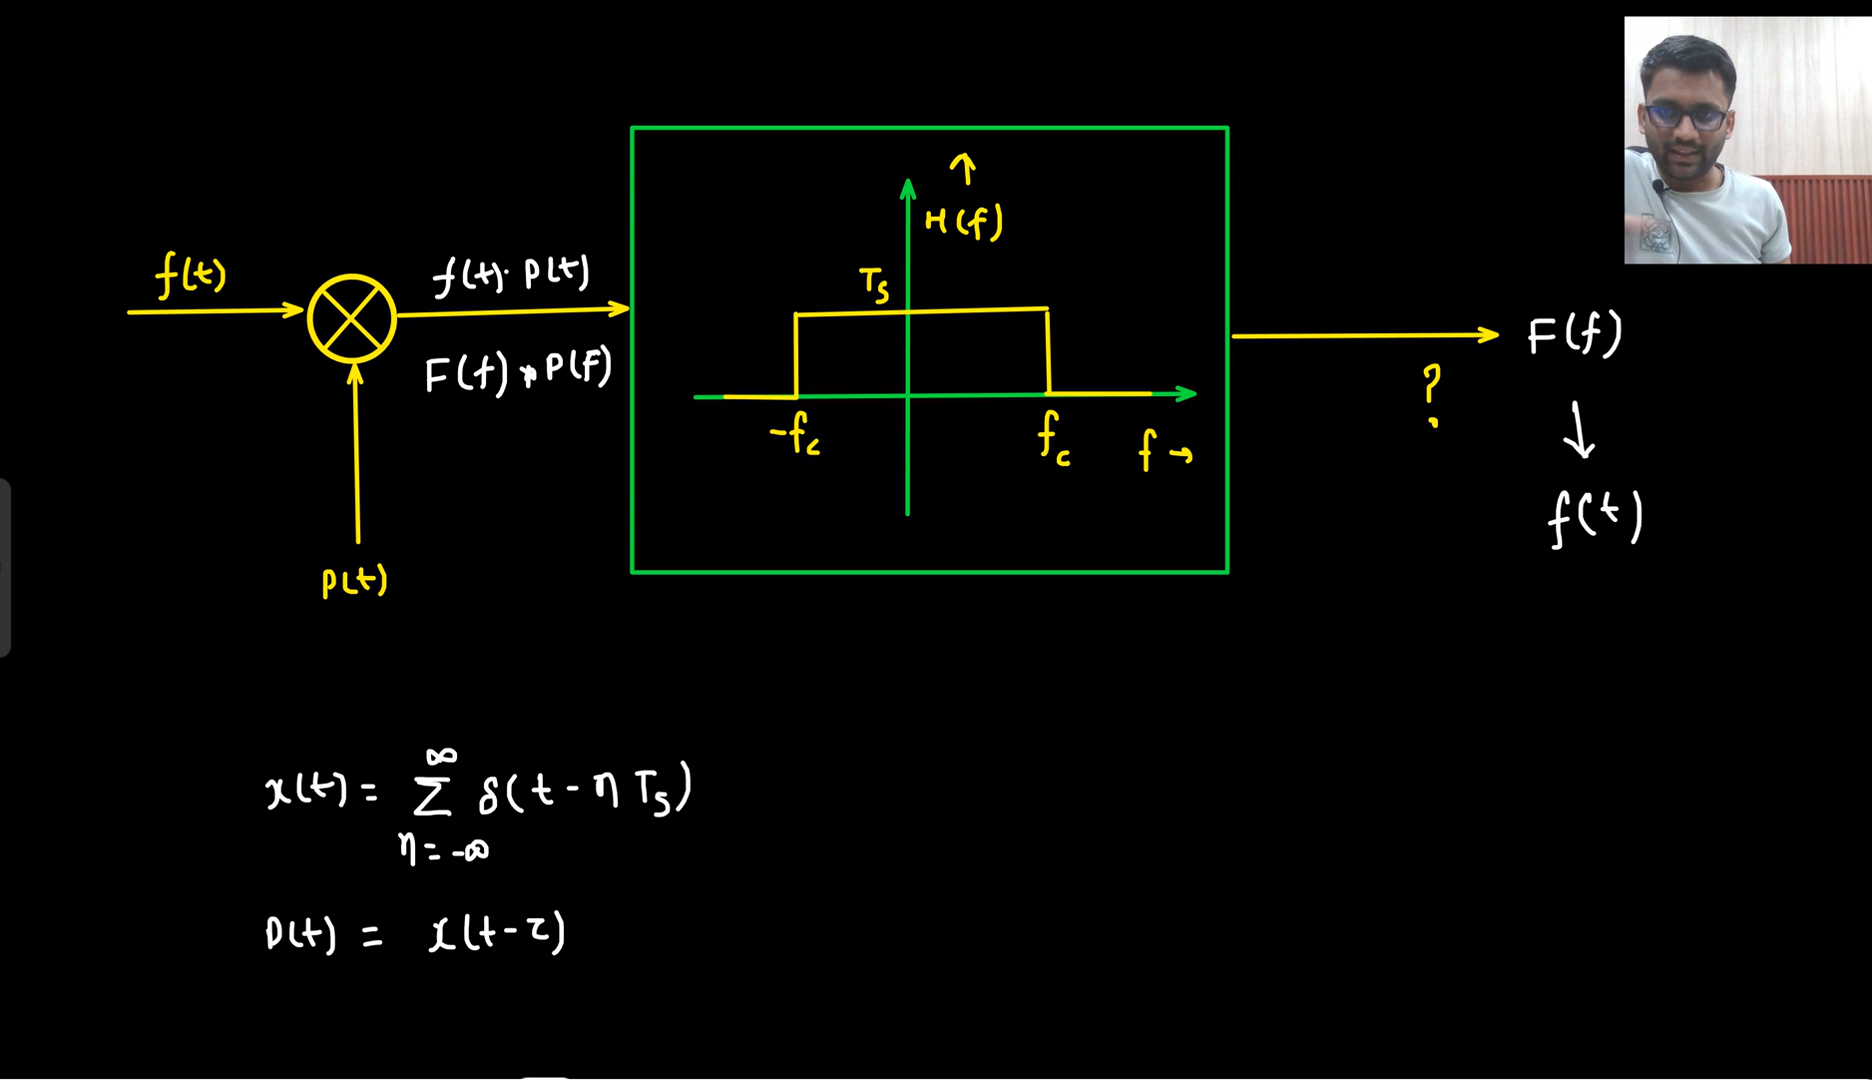 f(t)
f(t)· P(t)
F(f) * P(F)
P(t)
↑
H(f)
Ts
-fc
fc
f →
F(f)
?
↓
f(t)
x(t) = ∞ Σ n = -∞ δ(t - n Ts)
P(t) = x(t - τ)